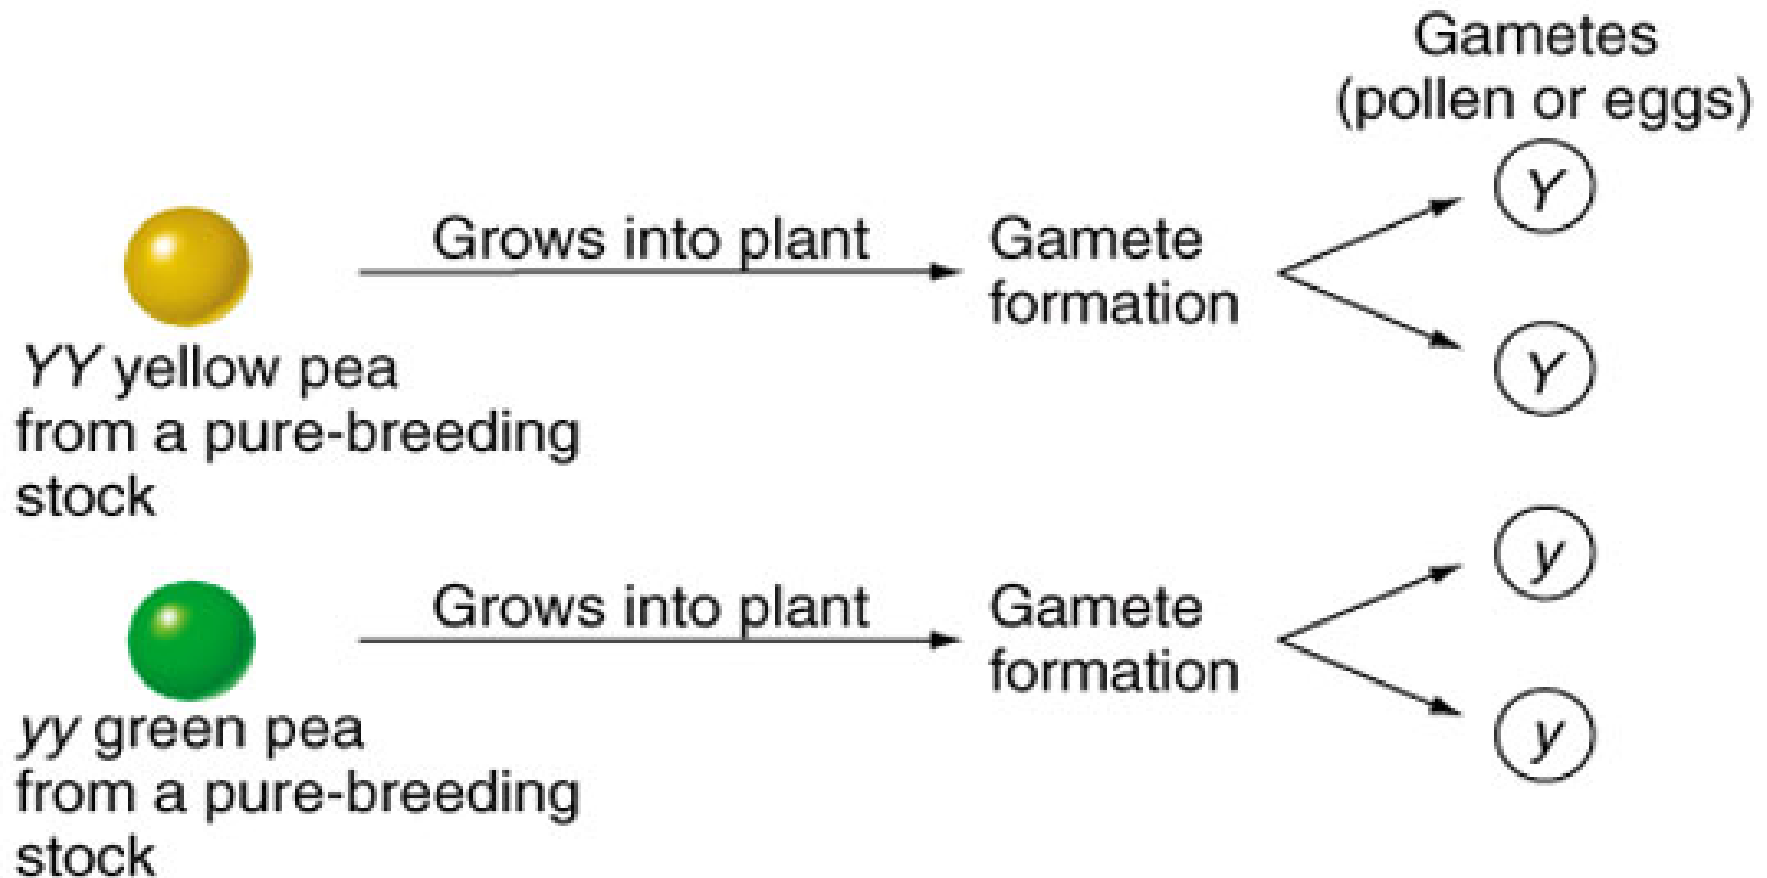 Gametes
(pollen or eggs)
Grows into plant
Gamete
formation
Y
Y
YY yellow pea
from a pure-breeding
stock
Grows into plant
Gamete
formation
y
y
yy green pea
from a pure-breeding
stock